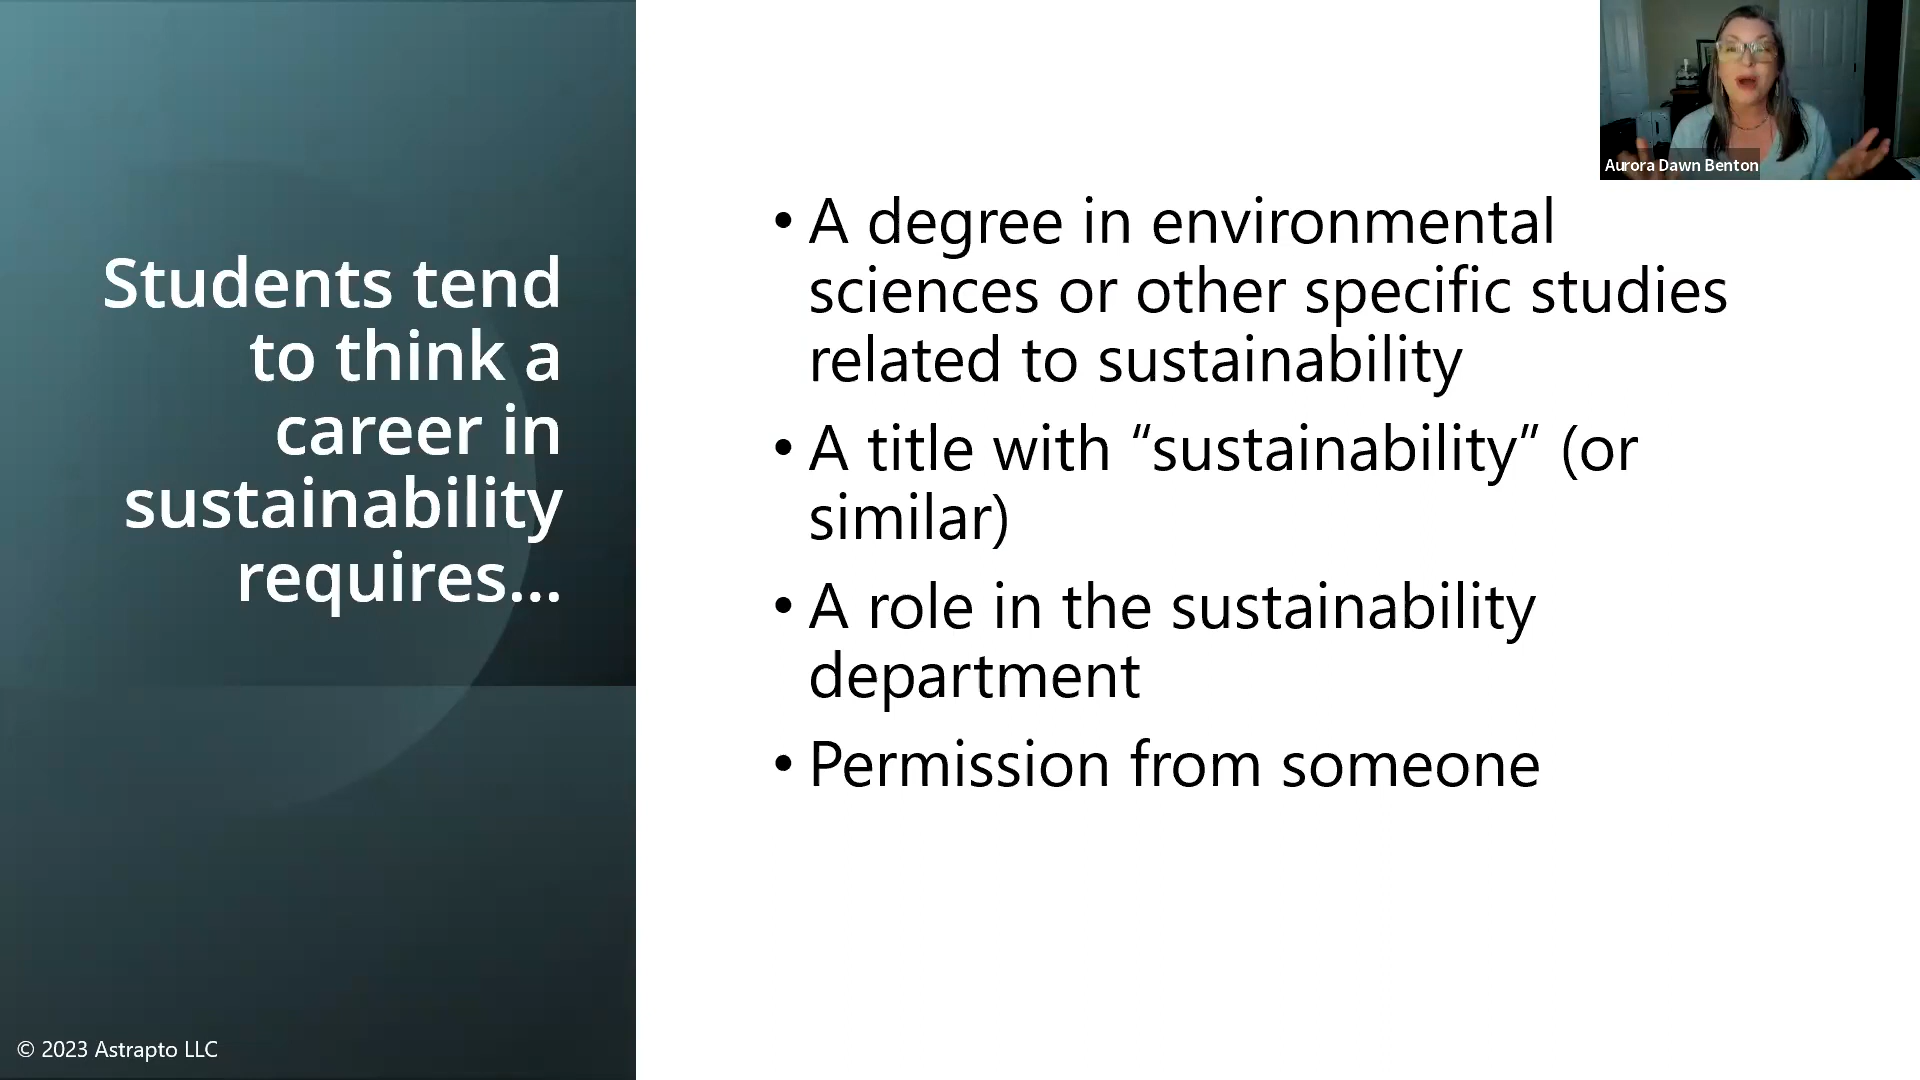 Students tend
to think a
career in
sustainability
requires...
• A degree in environmental
sciences or other specific studies
related to sustainability
• A title with “sustainability” (or
similar)
• A role in the sustainability
department
• Permission from someone
Aurora Dawn Benton
© 2023 Astrapto LLC